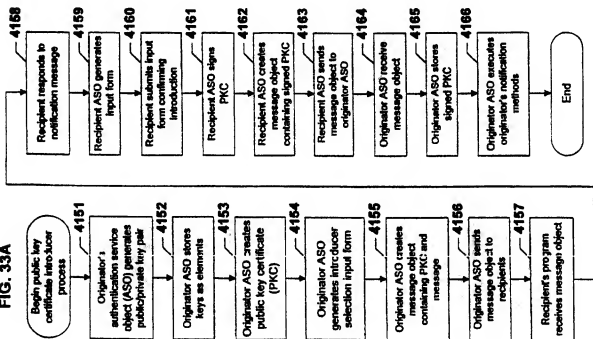 FIG. 33A
Begin public key
certificate introducer
process
4151
Originator's
authentication service
object (ASO) generates
public/private key pair
4152
Originator ASO stores
keys as elements
4153
Originator ASO creates
public key certificate
(PKC)
4154
Originator ASO
generates introducer
selection input form
4155
Originator ASO creates
message object
containing PKC and
message
4156
Originator ASO sends
message object to
recipients
4157
Recipient's program
receives message object
4158
Recipient responds to
notification message
4159
Recipient ASO generates
input form
4160
Recipient submits input
form confirming
introduction
4161
Recipient ASO signs
PKC
4162
Recipient ASO creates
message object
containing signed PKC
4163
Recipient ASO sends
message object to
originator ASO
4164
Originator ASO receive
message object
4165
Originator ASO stores
signed PKC
4166
Originator ASO executes
originator's notification
methods
End